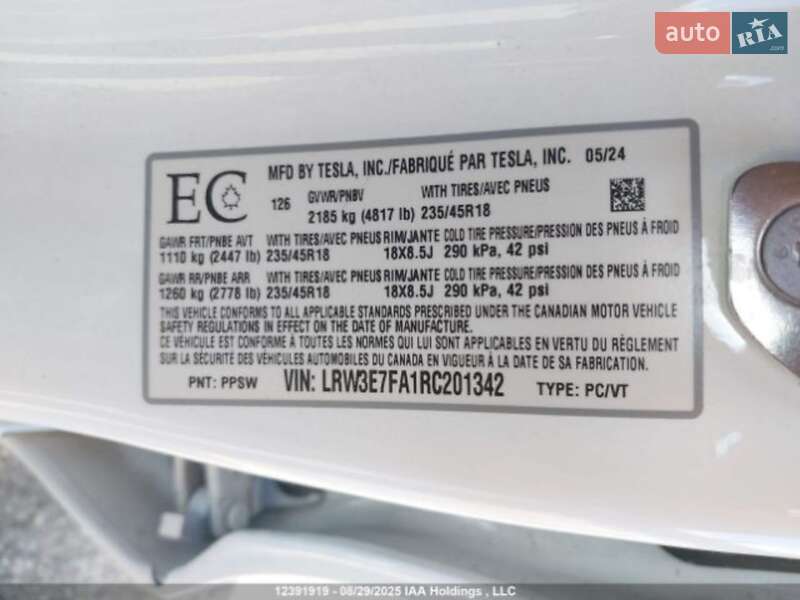 auto RIA.com
EC
MFD BY TESLA, INC./FABRIQUÉ PAR TESLA, INC. 05/24
126 GVWR/PNBV WITH TIRES/AVEC PNEUS
2185 kg (4817 lb) 235/45R18
GAWR FRT/PNBE AVT WITH TIRES/AVEC PNEUS RIM/JANTE COLD TIRE PRESSURE/PRESSION DES PNEUS À FROID
1110 kg (2447 lb) 235/45R18 18X8.5J 290 kPa, 42 psi
GAWR RR/PNBE ARR WITH TIRES/AVEC PNEUS RIM/JANTE COLD TIRE PRESSURE/PRESSION DES PNEUS À FROID
1260 kg (2778 lb) 235/45R18 18X8.5J 290 kPa, 42 psi
THIS VEHICLE CONFORMS TO ALL APPLICABLE STANDARDS PRESCRIBED UNDER THE CANADIAN MOTOR VEHICLE
SAFETY REGULATIONS IN EFFECT ON THE DATE OF MANUFACTURE.
CE VÉHICULE EST CONFORME À TOUTES LES NORMES QUI LUI SONT APPLICABLES EN VERTU DU RÈGLEMENT
SUR LA SÉCURITÉ DES VÉHICULES AUTOMOBILES DU CANADA EN VIGUEUR À LA DATE DE SA FABRICATION.
PNT: PPSW VIN: LRW3E7FA1RC201342 TYPE: PC/VT
12391919 - 08/29/2025 IAA Holdings , LLC